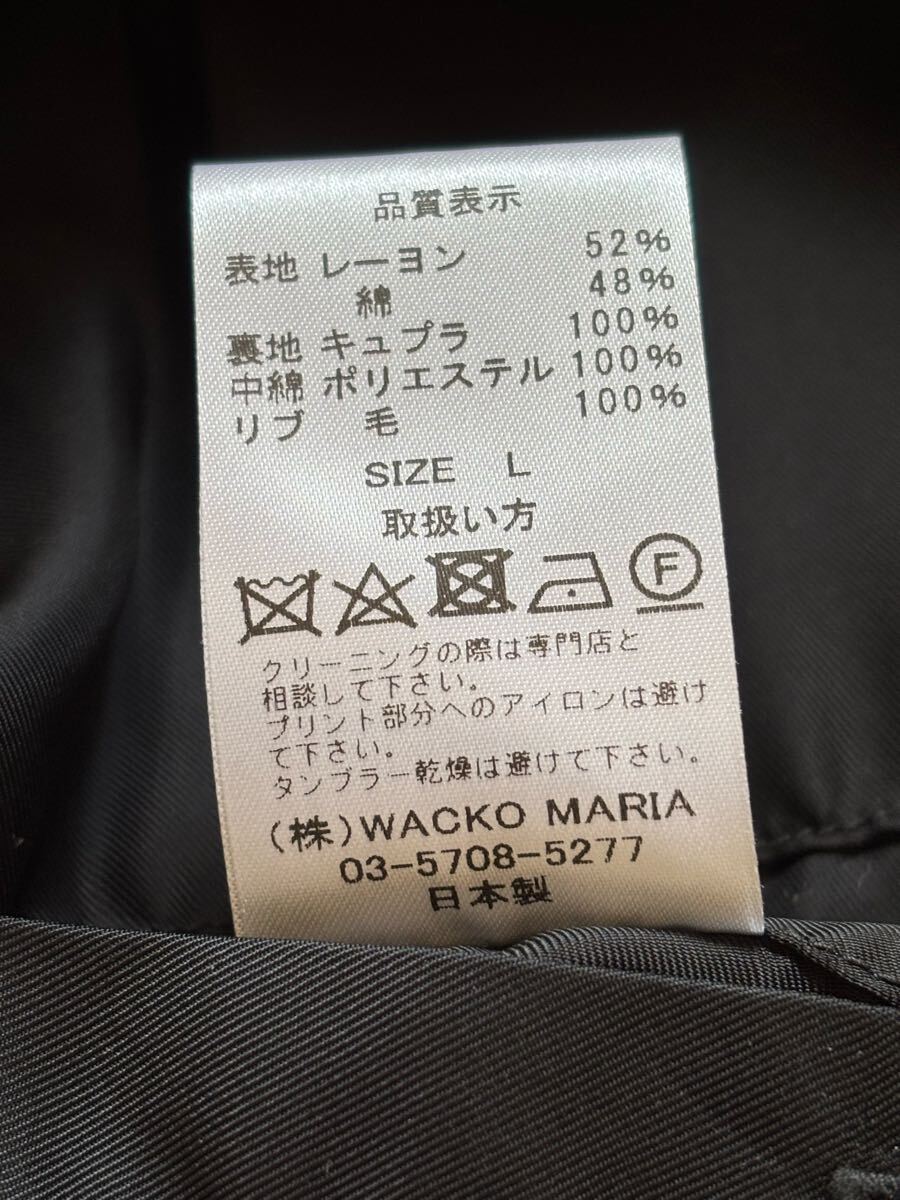 品質表示
表地 レーヨン 52%
綿 48%
裏地 キュプラ 100%
中綿 ポリエステル 100%
リブ 毛 100%
SIZE L
取扱い方
F
クリーニングの際は専門店と
相談して下さい。
プリント部分へのアイロンは避け
て下さい。
タンブラー乾燥は避けて下さい。
(株)WACKO MARIA
03-5708-5277
日本製